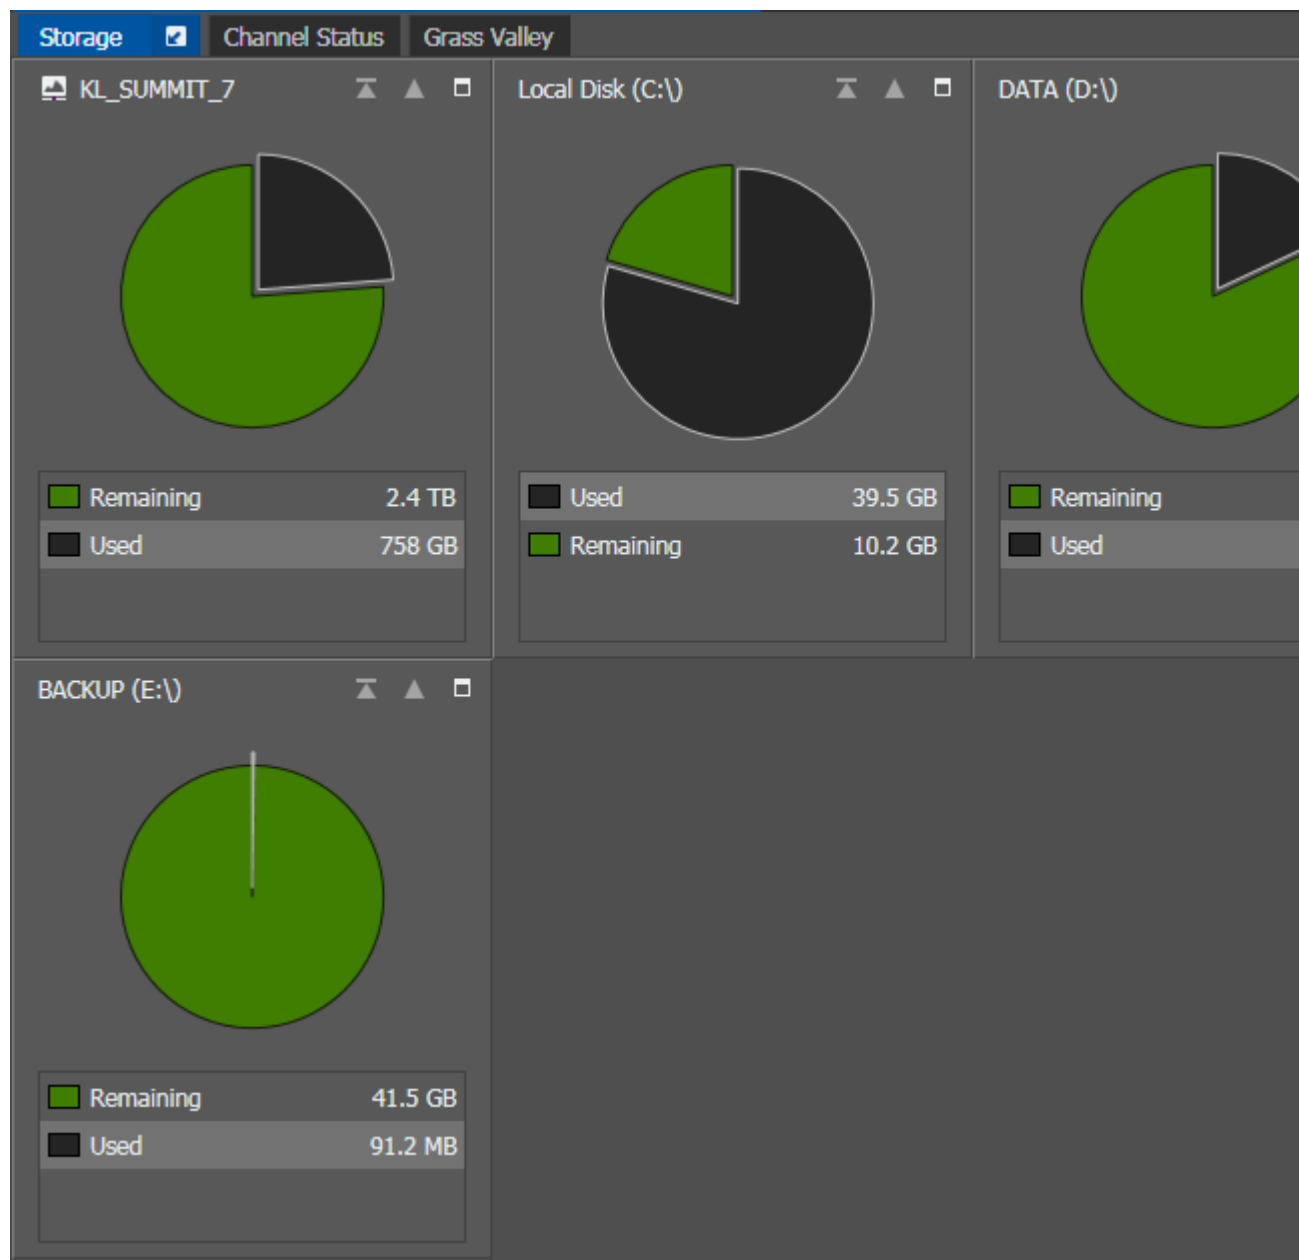 Storage Channel Status Grass Valley
KL_SUMMIT_7
Remaining 2.4 TB
Used 758 GB
Local Disk (C:\)
Used 39.5 GB
Remaining 10.2 GB
DATA (D:\)
Remaining
Used
BACKUP (E:\)
Remaining 41.5 GB
Used 91.2 MB